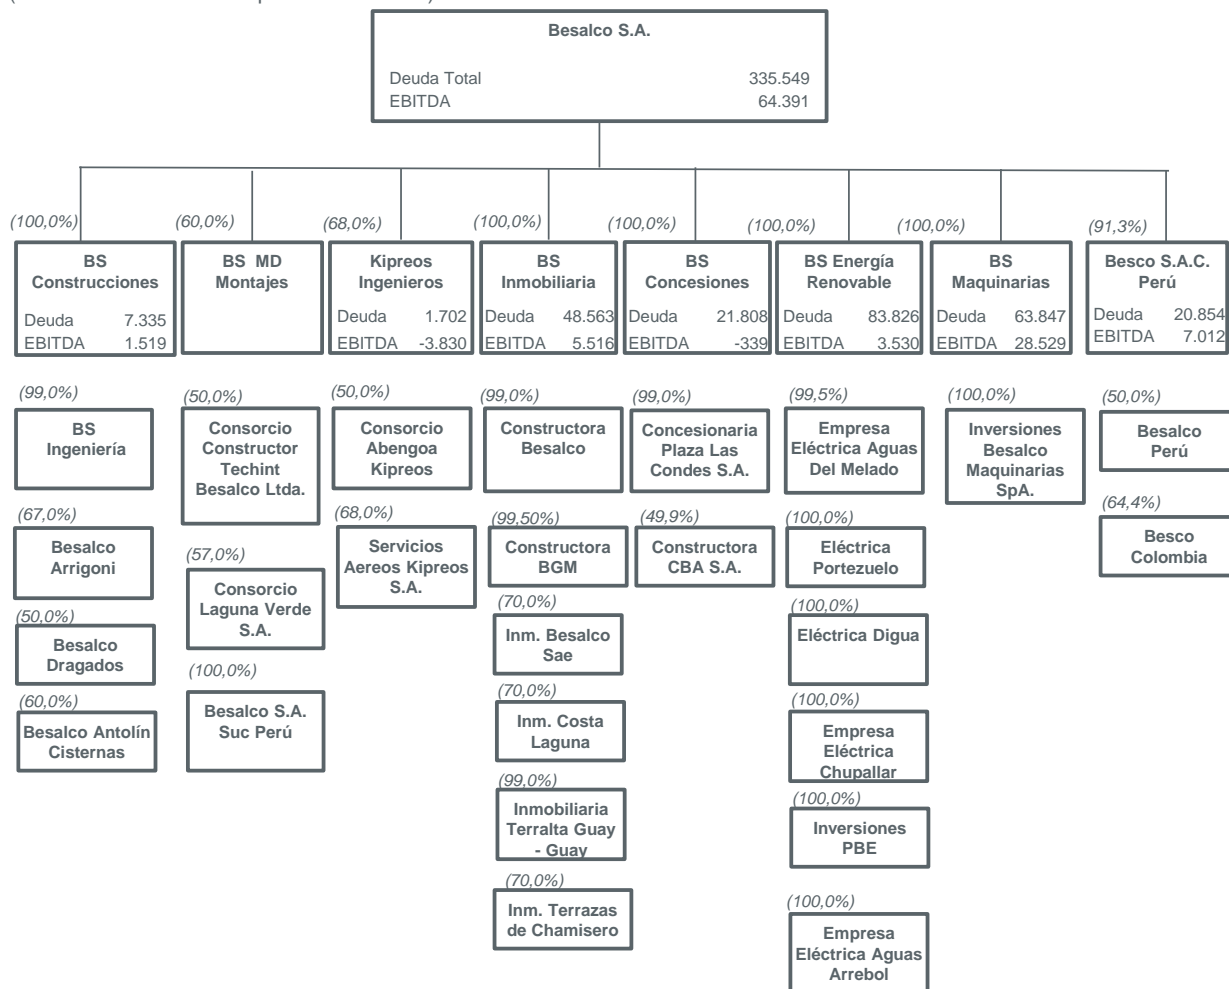 Besalco S.A.
Deuda Total 335.549
EBITDA 64.391
(100,0%)
BS
Construcciones
Deuda 7.335
EBITDA 1.519
(60,0%)
BS MD
Montajes
(68,0%)
Kipreos
Ingenieros
Deuda 1.702
EBITDA -3.830
(100,0%)
BS
Inmobiliaria
Deuda 48.563
EBITDA 5.516
(100,0%)
BS
Concesiones
Deuda 21.808
EBITDA -339
(100,0%)
BS Energía
Renovable
Deuda 83.826
EBITDA 3.530
(100,0%)
BS
Maquinarias
Deuda 63.847
EBITDA 28.529
(91,3%)
Besco S.A.C.
Perú
Deuda 20.854
EBITDA 7.012
(99,0%)
BS
Ingeniería
(67,0%)
Besalco
Arrigoni
(50,0%)
Besalco
Dragados
(60,0%)
Besalco Antolín
Cisternas
(50,0%)
Consorcio
Constructor
Techint
Besalco Ltda.
(57,0%)
Consorcio
Laguna Verde
S.A.
(100,0%)
Besalco S.A.
Suc Perú
(50,0%)
Consorcio
Abengoa
Kipreos
(68,0%)
Servicios
Aereos Kipreos
S.A.
(99,0%)
Constructora
Besalco
(99,50%)
Constructora
BGM
(70,0%)
Inm. Besalco
Sae
(70,0%)
Inm. Costa
Laguna
(99,0%)
Inmobiliaria
Terralta Guay
- Guay
(70,0%)
Inm. Terrazas
de Chamisero
(99,0%)
Concesionaria
Plaza Las
Condes S.A.
(49,9%)
Constructora
CBA S.A.
(99,5%)
Empresa
Eléctrica Aguas
Del Melado
(100,0%)
Eléctrica
Portezuelo
(100,0%)
Eléctrica Digua
(100,0%)
Empresa
Eléctrica
Chupallar
(100,0%)
Inversiones
PBE
(100,0%)
Empresa
Eléctrica Aguas
Arrebol
(100,0%)
Inversiones
Besalco
Maquinarias
SpA.
(50,0%)
Besalco
Perú
(64,4%)
Besco
Colombia